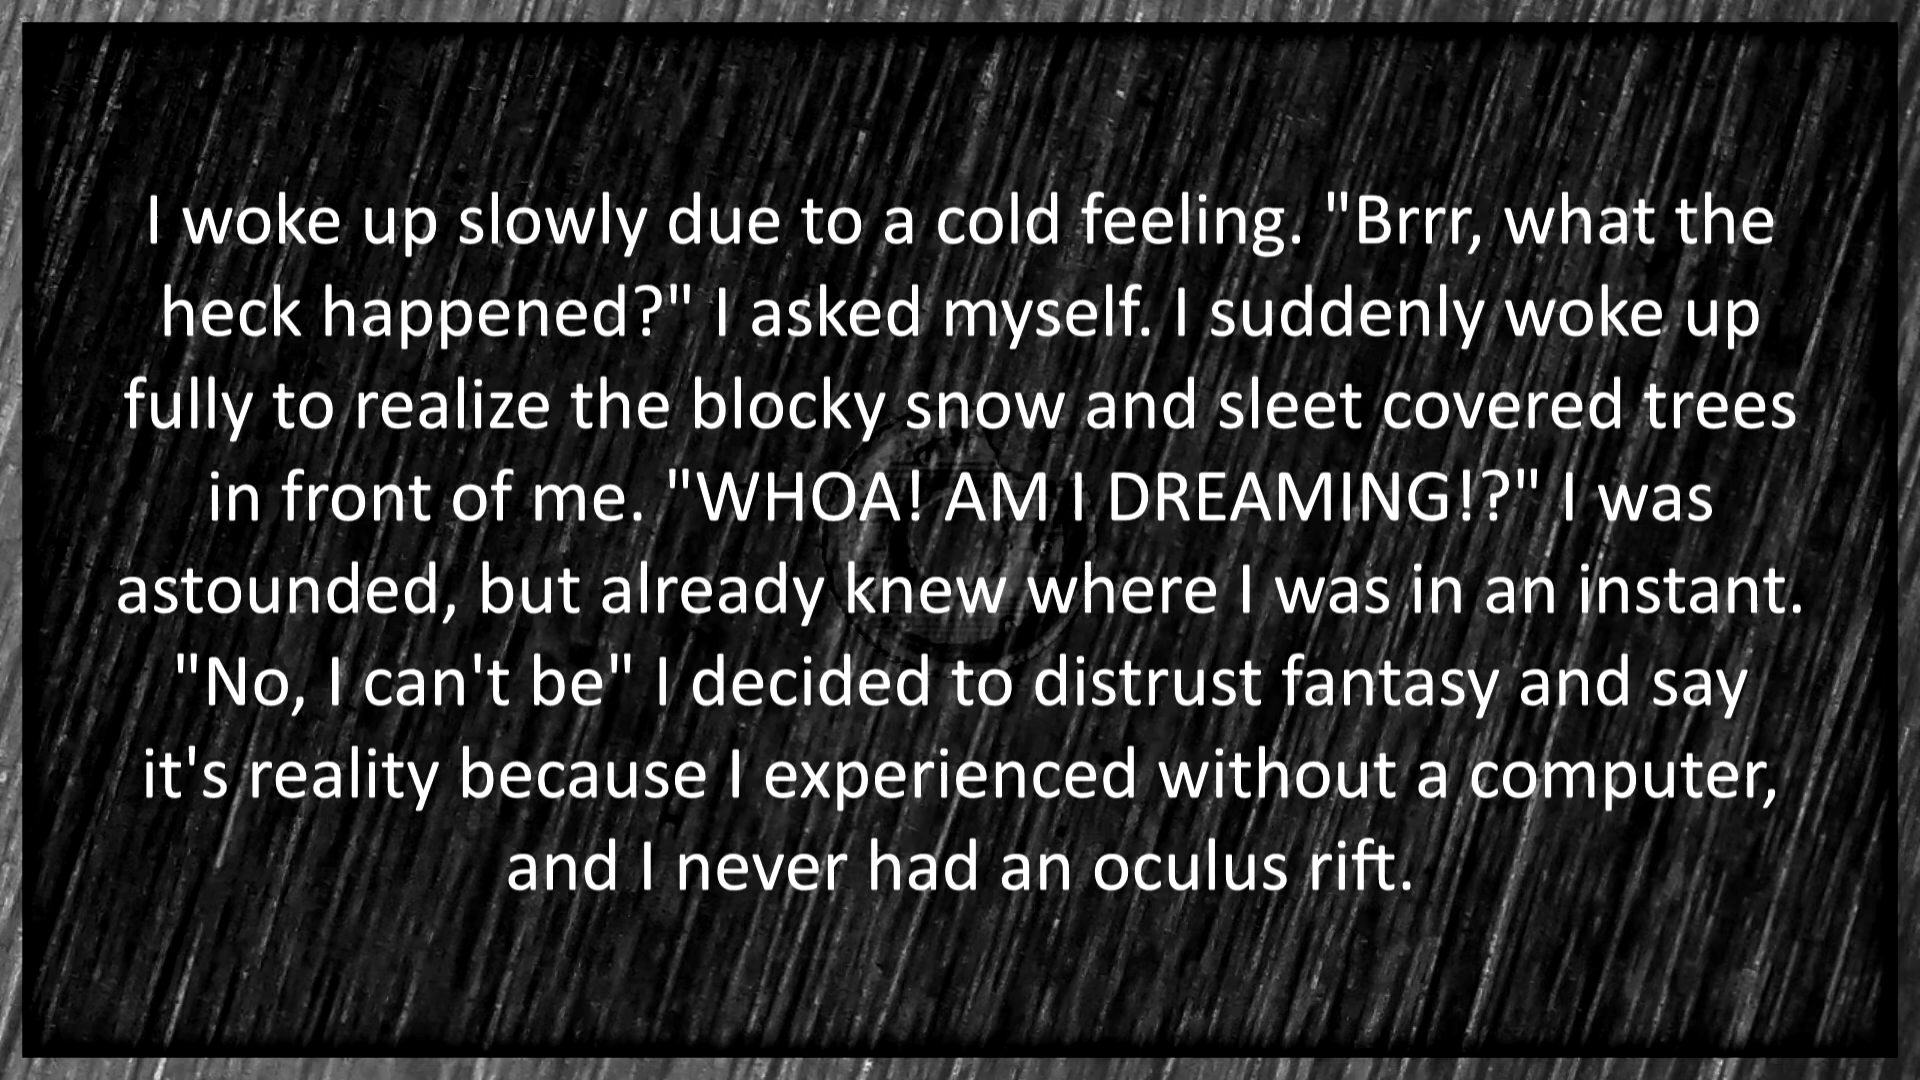 I woke up slowly due to a cold feeling. "Brrr, what the
heck happened?" I asked myself. I suddenly woke up
fully to realize the blocky snow and sleet covered trees
in front of me. "WHOA! AM I DREAMING!?" I was
astounded, but already knew where I was in an instant.
"No, I can't be" I decided to distrust fantasy and say
it's reality because I experienced without a computer,
and I never had an oculus rift.